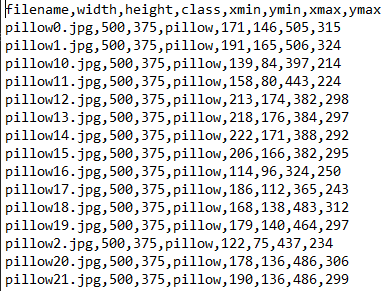 filename,width,height,class,xmin,ymin,xmax,ymax
pillow0.jpg,500,375,pillow,171,146,505,315
pillow1.jpg,500,375,pillow,191,165,506,324
pillow10.jpg,500,375,pillow,139,84,397,214
pillow11.jpg,500,375,pillow,158,80,443,224
pillow12.jpg,500,375,pillow,213,174,382,298
pillow13.jpg,500,375,pillow,218,176,384,297
pillow14.jpg,500,375,pillow,222,171,388,292
pillow15.jpg,500,375,pillow,206,166,382,295
pillow16.jpg,500,375,pillow,114,96,324,250
pillow17.jpg,500,375,pillow,186,112,365,243
pillow18.jpg,500,375,pillow,168,138,483,312
pillow19.jpg,500,375,pillow,179,140,464,297
pillow2.jpg,500,375,pillow,122,75,437,234
pillow20.jpg,500,375,pillow,178,136,486,306
pillow21.jpg,500,375,pillow,190,136,486,299